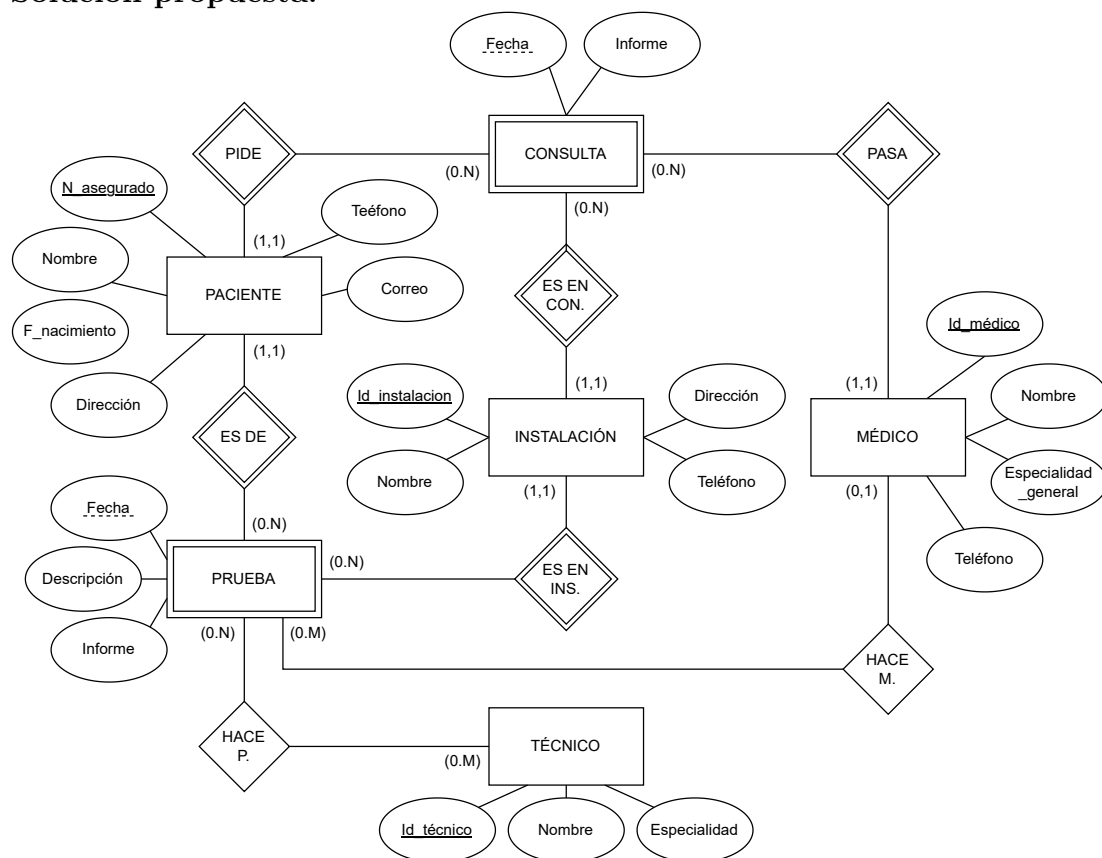 Solución propuesta:
Fecha
Informe
PIDE
CONSULTA
PASA
(0.N)
(0.N)
N_asegurado
Teéfono
(0.N)
(1,1)
Nombre
PACIENTE
Correo
ES EN
CON.
F_nacimiento
Id_médico
(1,1)
Dirección
(1,1)
(1,1)
Id_instalacion
Dirección
Nombre
ES DE
INSTALACIÓN
MÉDICO
Nombre
Teléfono
Especialidad
_general
(1,1)
(0,1)
Fecha
(0.N)
Teléfono
(0.N)
Descripción
PRUEBA
ES EN
INS.
(0.N)
(0.M)
Informe
HACE
M.
HACE
P.
TÉCNICO
(0.M)
Id_técnico
Nombre
Especialidad